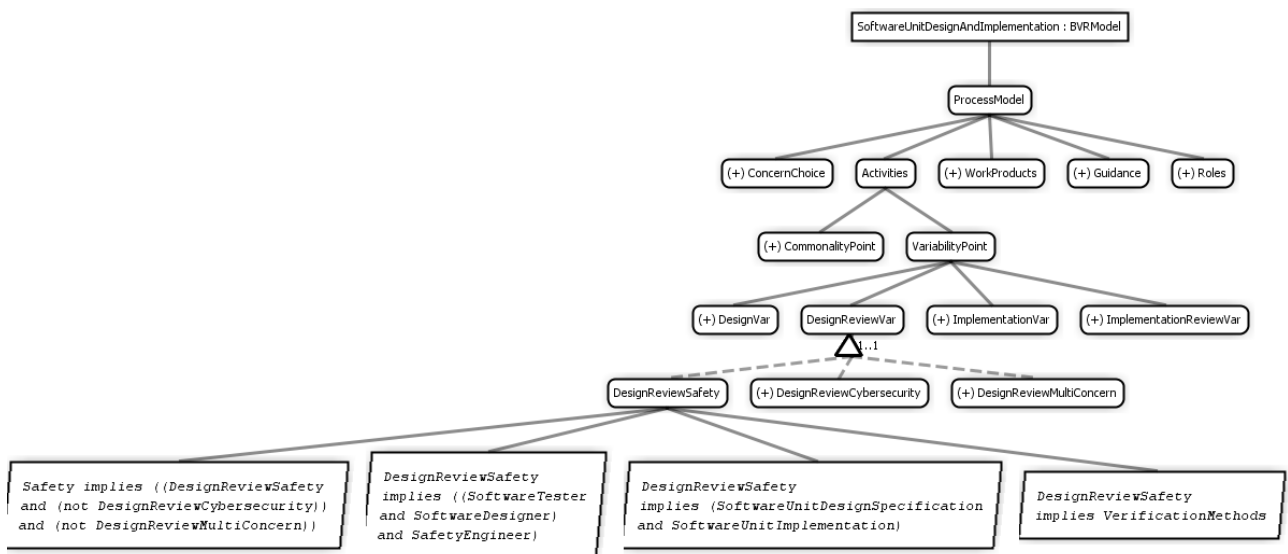 SoftwareUnitDesignAndImplementation : BVRModel
ProcessModel
(+) ConcernChoice
Activities
(+) WorkProducts
(+) Guidance
(+) Roles
(+) CommonalityPoint
VariabilityPoint
(+) DesignVar
DesignReviewVar
(+) ImplementationVar
(+) ImplementationReviewVar
1..1
DesignReviewSafety
(+) DesignReviewCybersecurity
(+) DesignReviewMultiConcern
Safety implies ((DesignReviewSafety
and (not DesignReviewCybersecurity))
and (not DesignReviewMultiConcern))
DesignReviewSafety
implies ((SoftwareTester
and SoftwareDesigner)
and SafetyEngineer)
DesignReviewSafety
implies (SoftwareUnitDesignSpecification
and SoftwareUnitImplementation)
DesignReviewSafety
implies VerificationMethods